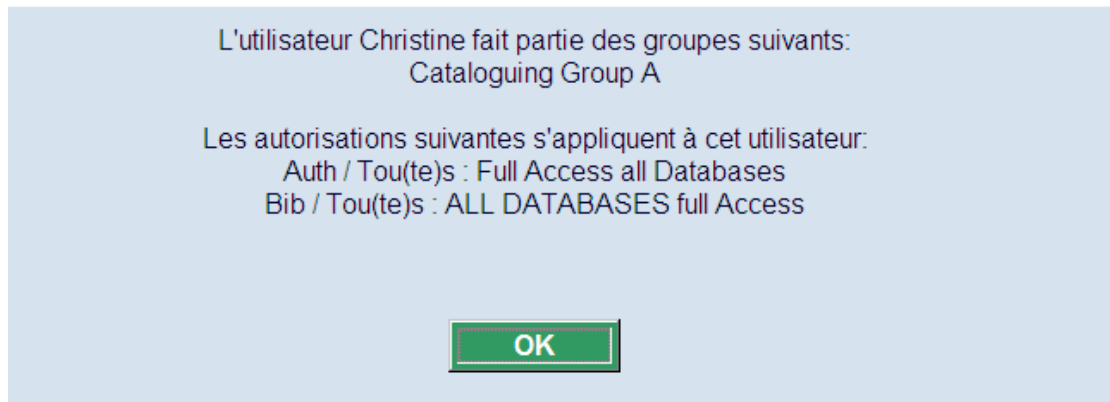 L'utilisateur Christine fait partie des groupes suivants:
Cataloguing Group A
Les autorisations suivantes s'appliquent à cet utilisateur:
Auth / Tou(te)s : Full Access all Databases
Bib / Tou(te)s : ALL DATABASES full Access
OK